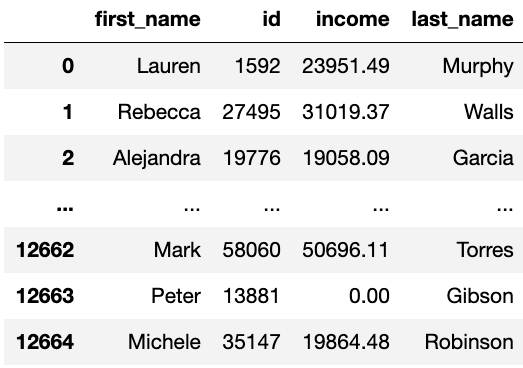 first_name id income last_name
0 Lauren 1592 23951.49 Murphy
1 Rebecca 27495 31019.37 Walls
2 Alejandra 19776 19058.09 Garcia
... ... ... ... ...
12662 Mark 58060 50696.11 Torres
12663 Peter 13881 0.00 Gibson
12664 Michele 35147 19864.48 Robinson